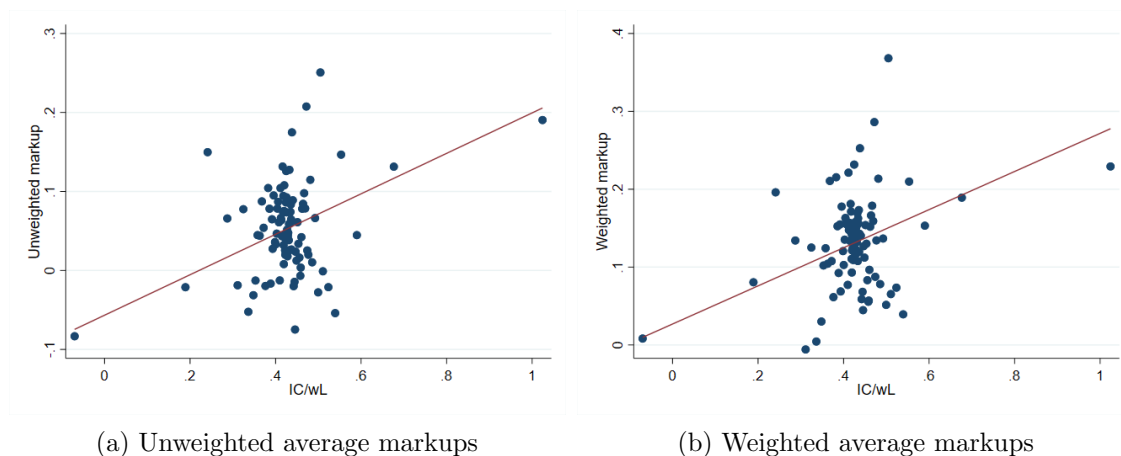 .3
.2
.1
0
-.1
Unweighted markup
0 .2 .4 .6 .8 1
IC/wL
(a) Unweighted average markups
.4
.3
.2
.1
0
Weighted markup
0 .2 .4 .6 .8 1
IC/wL
(b) Weighted average markups